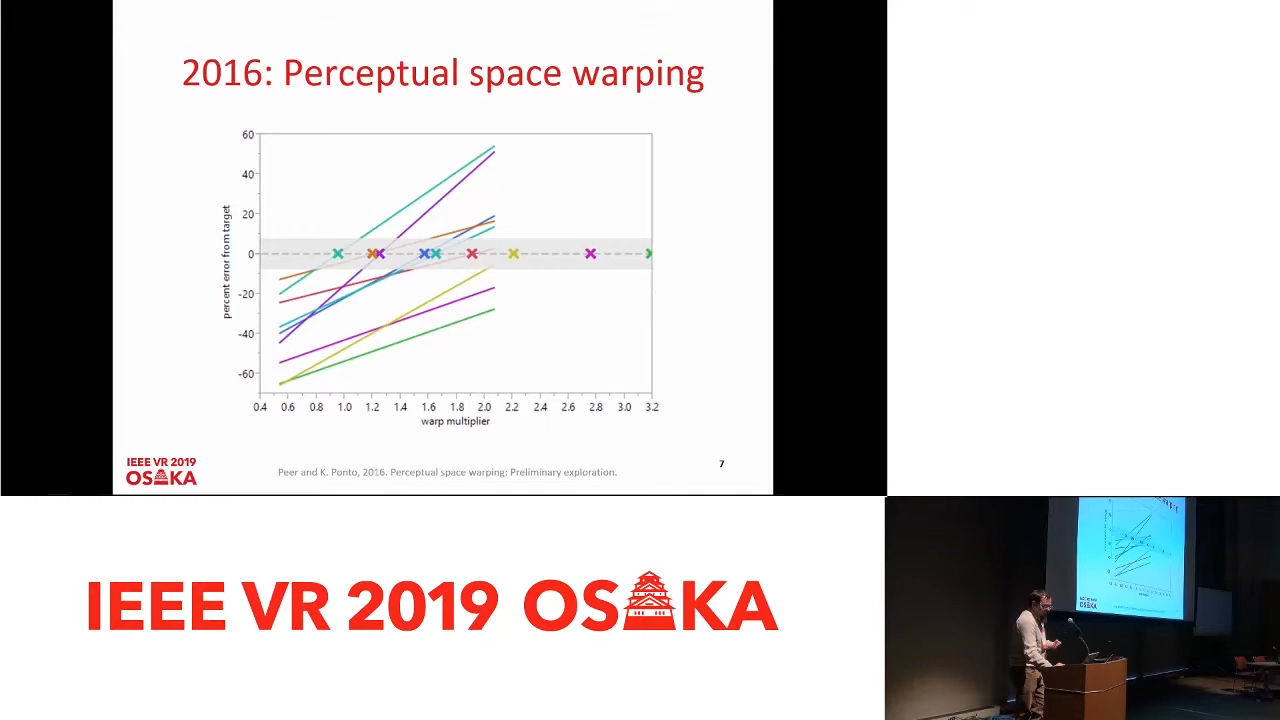 2016: Perceptual space warping
60
40
20
0
-20
-40
-60
percent error from target
0.4 0.6 0.8 1.0 1.2 1.4 1.6 1.8 2.0 2.2 2.4 2.6 2.8 3.0 3.2
warp multiplier
IEEE VR 2019
OSAKA
Peer and K. Ponto, 2016. Perceptual space warping: Preliminary exploration.
7
IEEE VR 2019 OSAKA
OSAKA